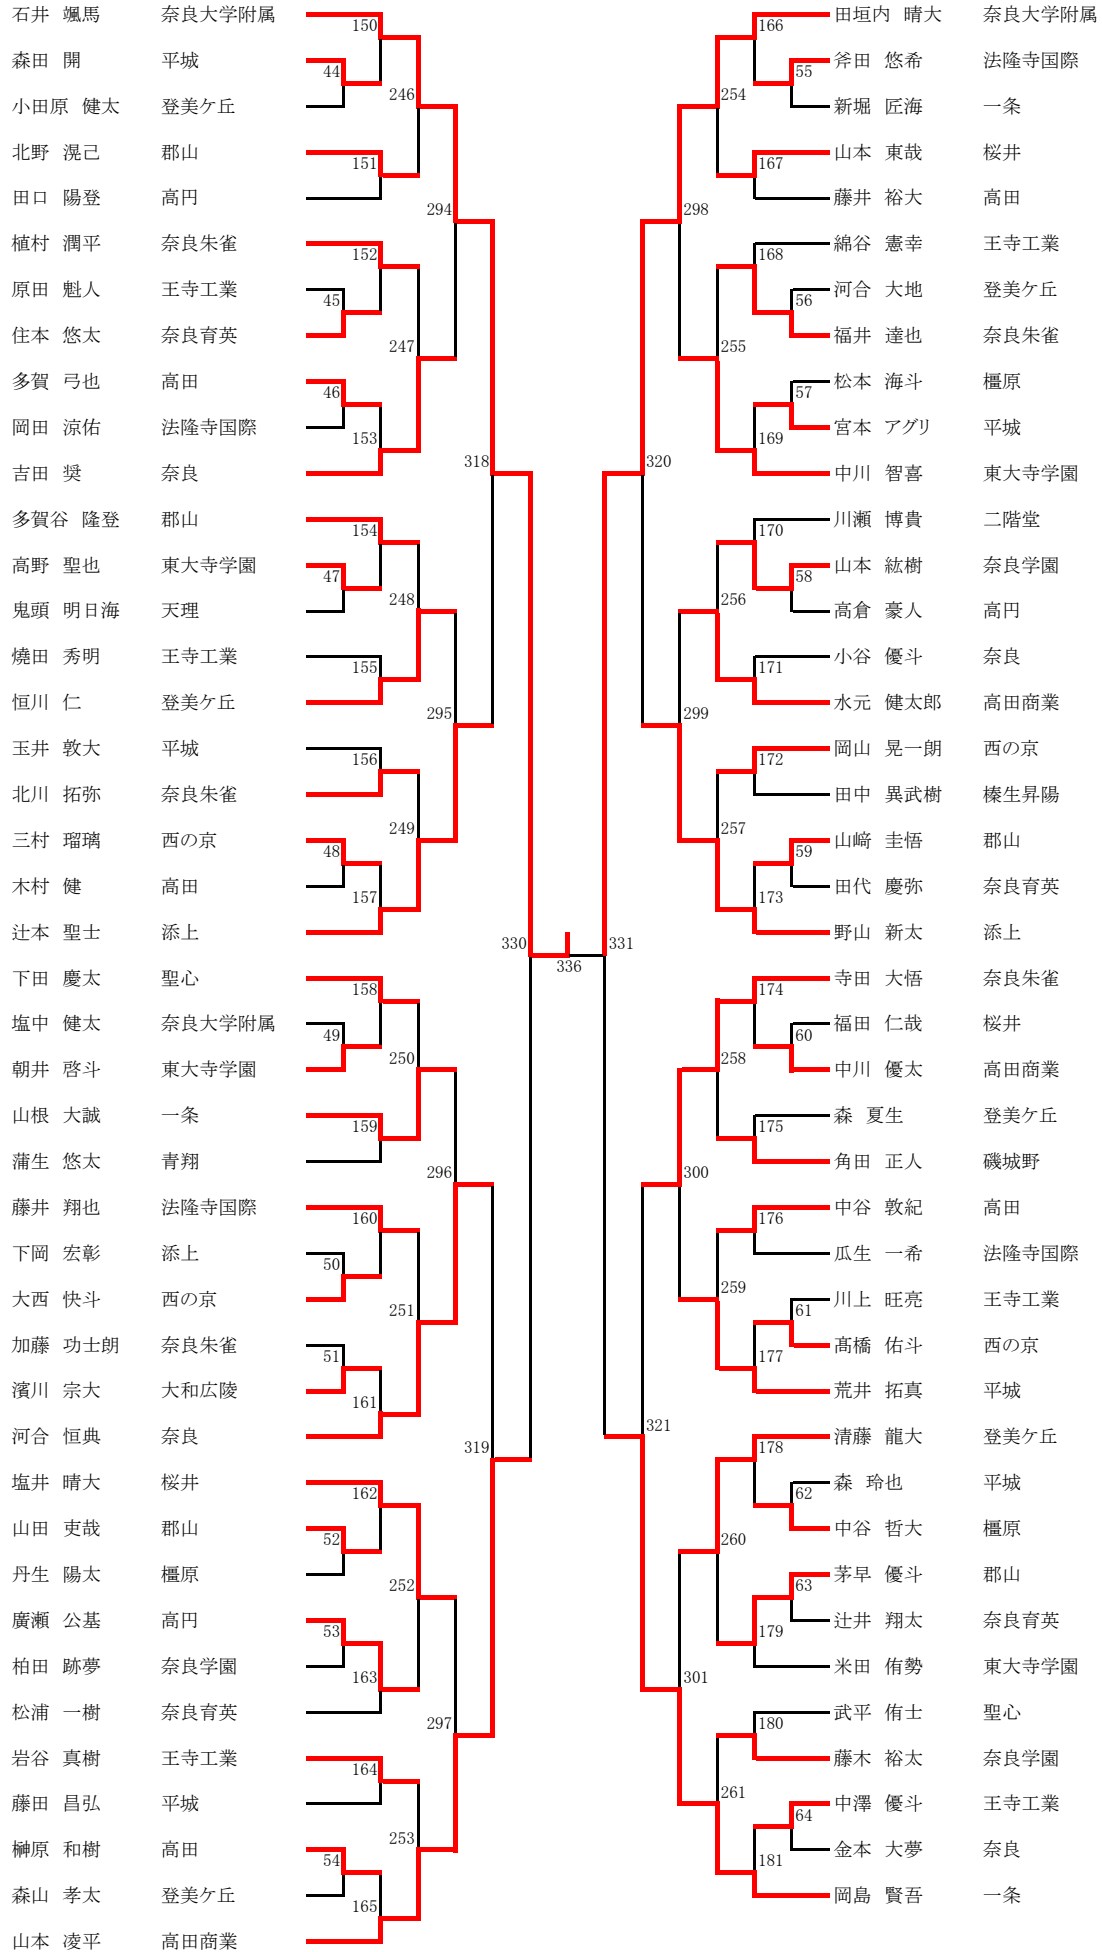 石井 颯馬 奈良大学附属 150 166 田垣内 晴大 奈良大学附属
森田 開 平城 44 55 斧田 悠希 法隆寺国際
小田原 健太 登美ケ丘 246 254 新堀 匠海 一条
北野 滉己 郡山 151 167 山本 東哉 桜井
田口 陽登 高円 294 298 藤井 裕大 高田
植村 潤平 奈良朱雀 152 168 綿谷 憲幸 王寺工業
原田 魁人 王寺工業 45 56 河合 大地 登美ケ丘
住本 悠太 奈良育英 247 255 福井 達也 奈良朱雀
多賀 弓也 高田 46 57 松本 海斗 橿原
岡田 涼佑 法隆寺国際 153 169 宮本 アグリ 平城
吉田 奨 奈良 318 320 中川 智喜 東大寺学園
多賀谷 隆登 郡山 154 170 川瀬 博貴 二階堂
高野 聖也 東大寺学園 47 58 山本 紘樹 奈良学園
鬼頭 明日海 天理 248 256 高倉 豪人 高円
燒田 秀明 王寺工業 155 171 小谷 優斗 奈良
恒川 仁 登美ケ丘 295 299 水元 健太郎 高田商業
玉井 敦大 平城 156 172 岡山 晃一朗 西の京
北川 拓弥 奈良朱雀 249 257 田中 異武樹 榛生昇陽
三村 瑠璃 西の京 48 59 山﨑 圭悟 郡山
木村 健 高田 157 173 田代 慶弥 奈良育英
辻本 聖士 添上 330 336 331 野山 新太 添上
下田 慶太 聖心 158 174 寺田 大悟 奈良朱雀
塩中 健太 奈良大学附属 49 60 福田 仁哉 桜井
朝井 啓斗 東大寺学園 250 258 中川 優太 高田商業
山根 大誠 一条 159 175 森 夏生 登美ケ丘
蒲生 悠太 青翔 296 300 角田 正人 磯城野
藤井 翔也 法隆寺国際 160 176 中谷 敦紀 高田
下岡 宏彰 添上 50 259 瓜生 一希 法隆寺国際
大西 快斗 西の京 251 61 川上 旺亮 王寺工業
加藤 功士朗 奈良朱雀 51 177 髙橋 佑斗 西の京
濱川 宗大 大和広陵 161 荒井 拓真 平城
河合 恒典 奈良 319 321 178 清藤 龍大 登美ケ丘
塩井 晴大 桜井 162 62 森 玲也 平城
山田 吏哉 郡山 52 260 中谷 哲大 橿原
丹生 陽太 橿原 252 63 茅早 優斗 郡山
廣瀬 公基 高円 53 179 辻井 翔太 奈良育英
柏田 跡夢 奈良学園 163 301 米田 侑勢 東大寺学園
松浦 一樹 奈良育英 297 180 武平 侑士 聖心
岩谷 真樹 王寺工業 164 261 藤木 裕太 奈良学園
藤田 昌弘 平城 253 64 中澤 優斗 王寺工業
榊原 和樹 高田 54 181 金本 大夢 奈良
森山 孝太 登美ケ丘 165 岡島 賢吾 一条
山本 凌平 高田商業